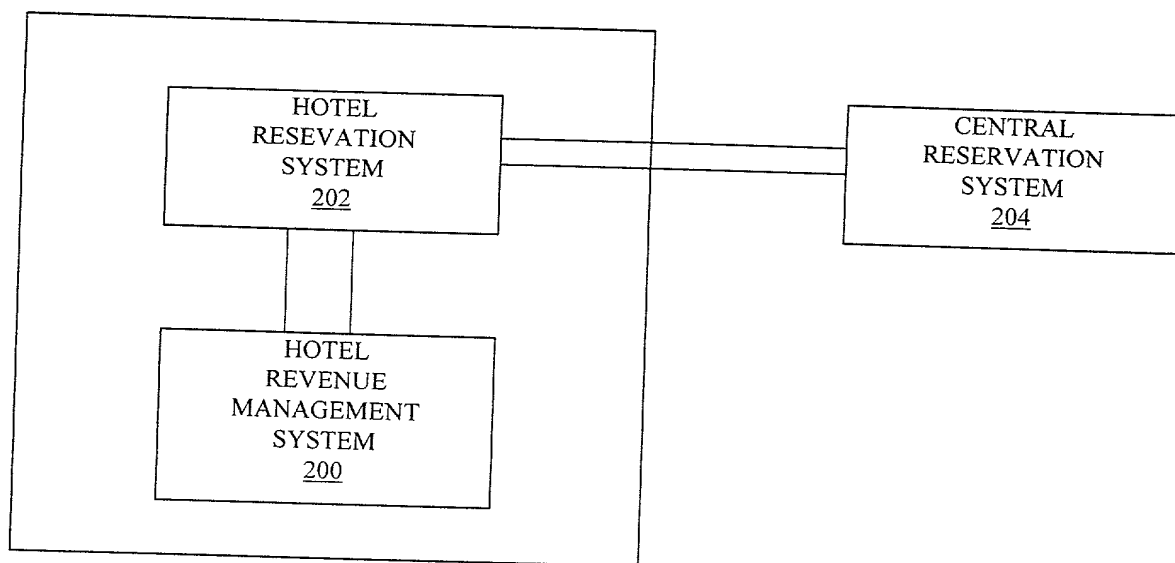 HOTEL
RESEVATION
SYSTEM
202
CENTRAL
RESERVATION
SYSTEM
204
HOTEL
REVENUE
MANAGEMENT
SYSTEM
200